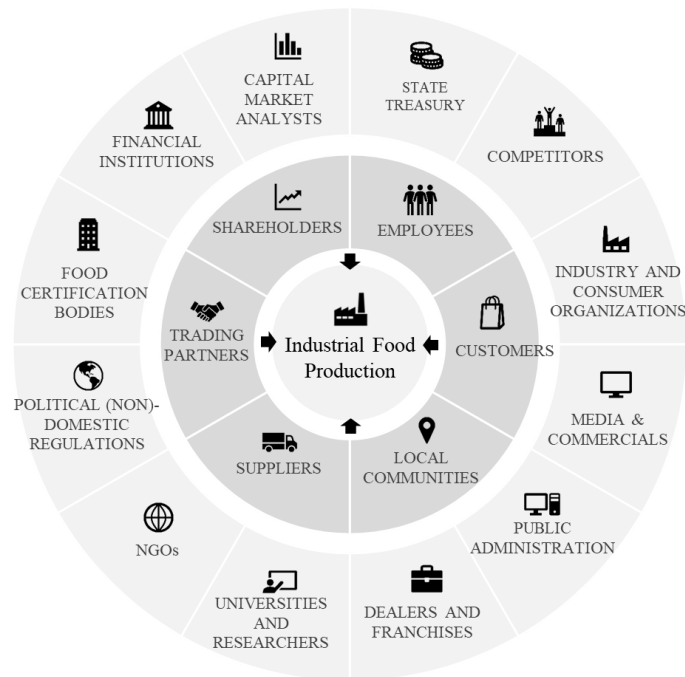 CAPITAL
MARKET
ANALYSTS
STATE
TREASURY
COMPETITORS
INDUSTRY AND
CONSUMER
ORGANIZATIONS
MEDIA &
COMMERCIALS
PUBLIC
ADMINISTRATION
DEALERS AND
FRANCHISES
UNIVERSITIES
AND
RESEARCHERS
NGOs
POLITICAL (NON)-
DOMESTIC
REGULATIONS
FOOD
CERTIFICATION
BODIES
FINANCIAL
INSTITUTIONS
SHAREHOLDERS
EMPLOYEES
CUSTOMERS
LOCAL
COMMUNITIES
SUPPLIERS
TRADING
PARTNERS
Industrial Food
Production